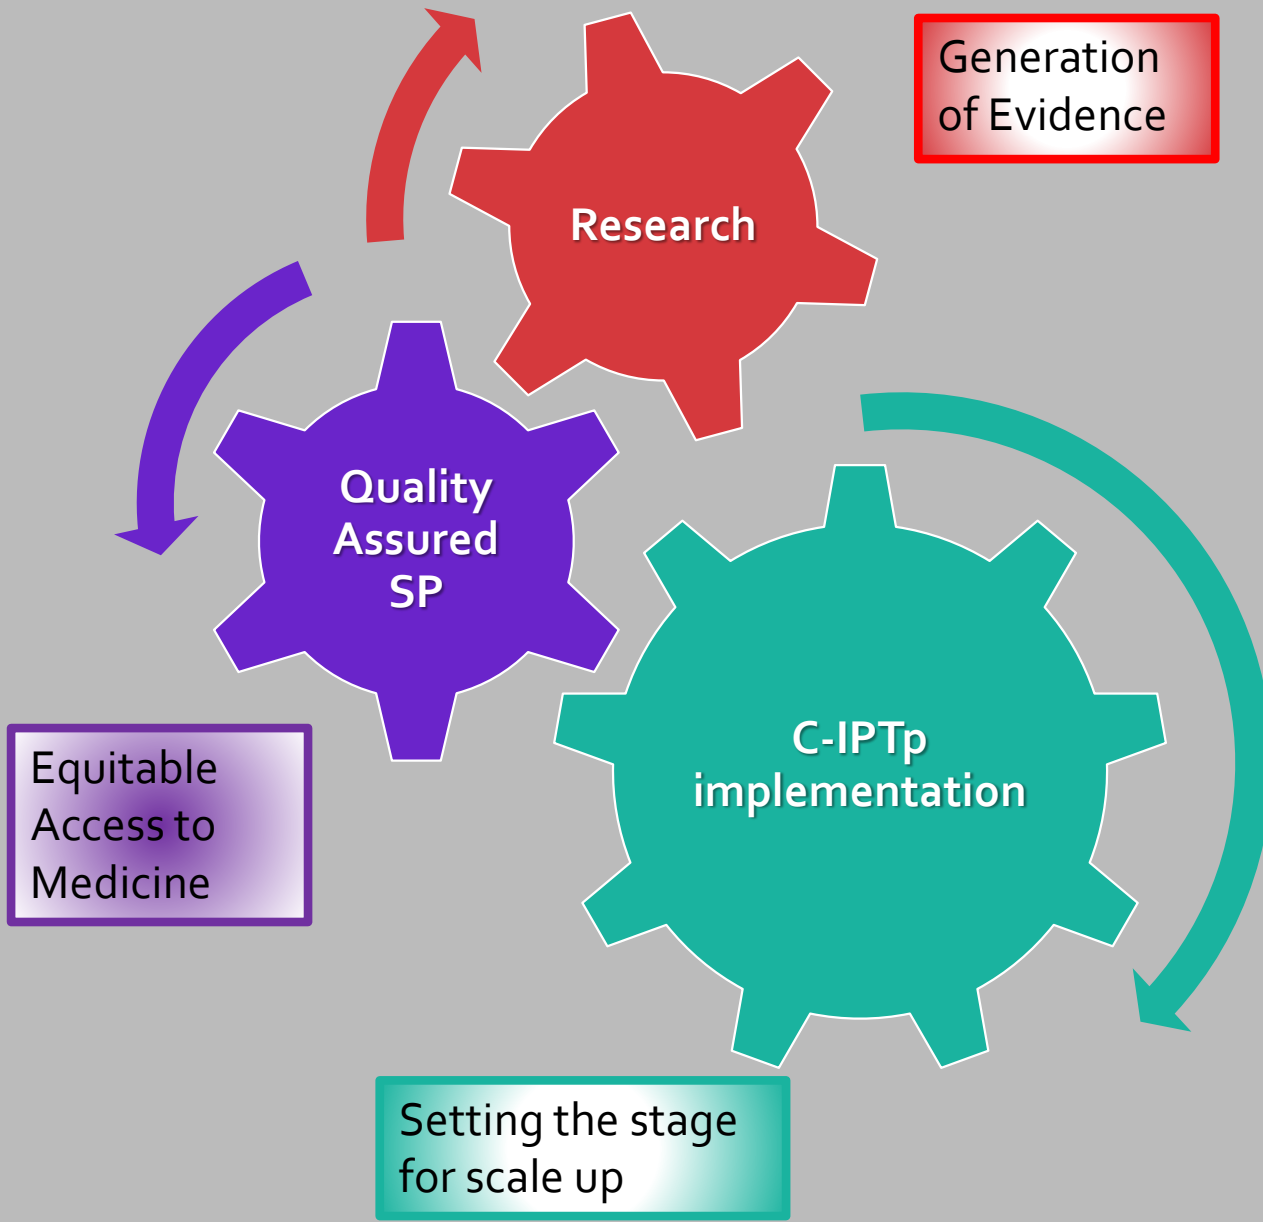 Generation
of Evidence
Research
Quality
Assured
SP
Equitable
Access to
Medicine
C-IPTp
implementation
Setting the stage
for scale up